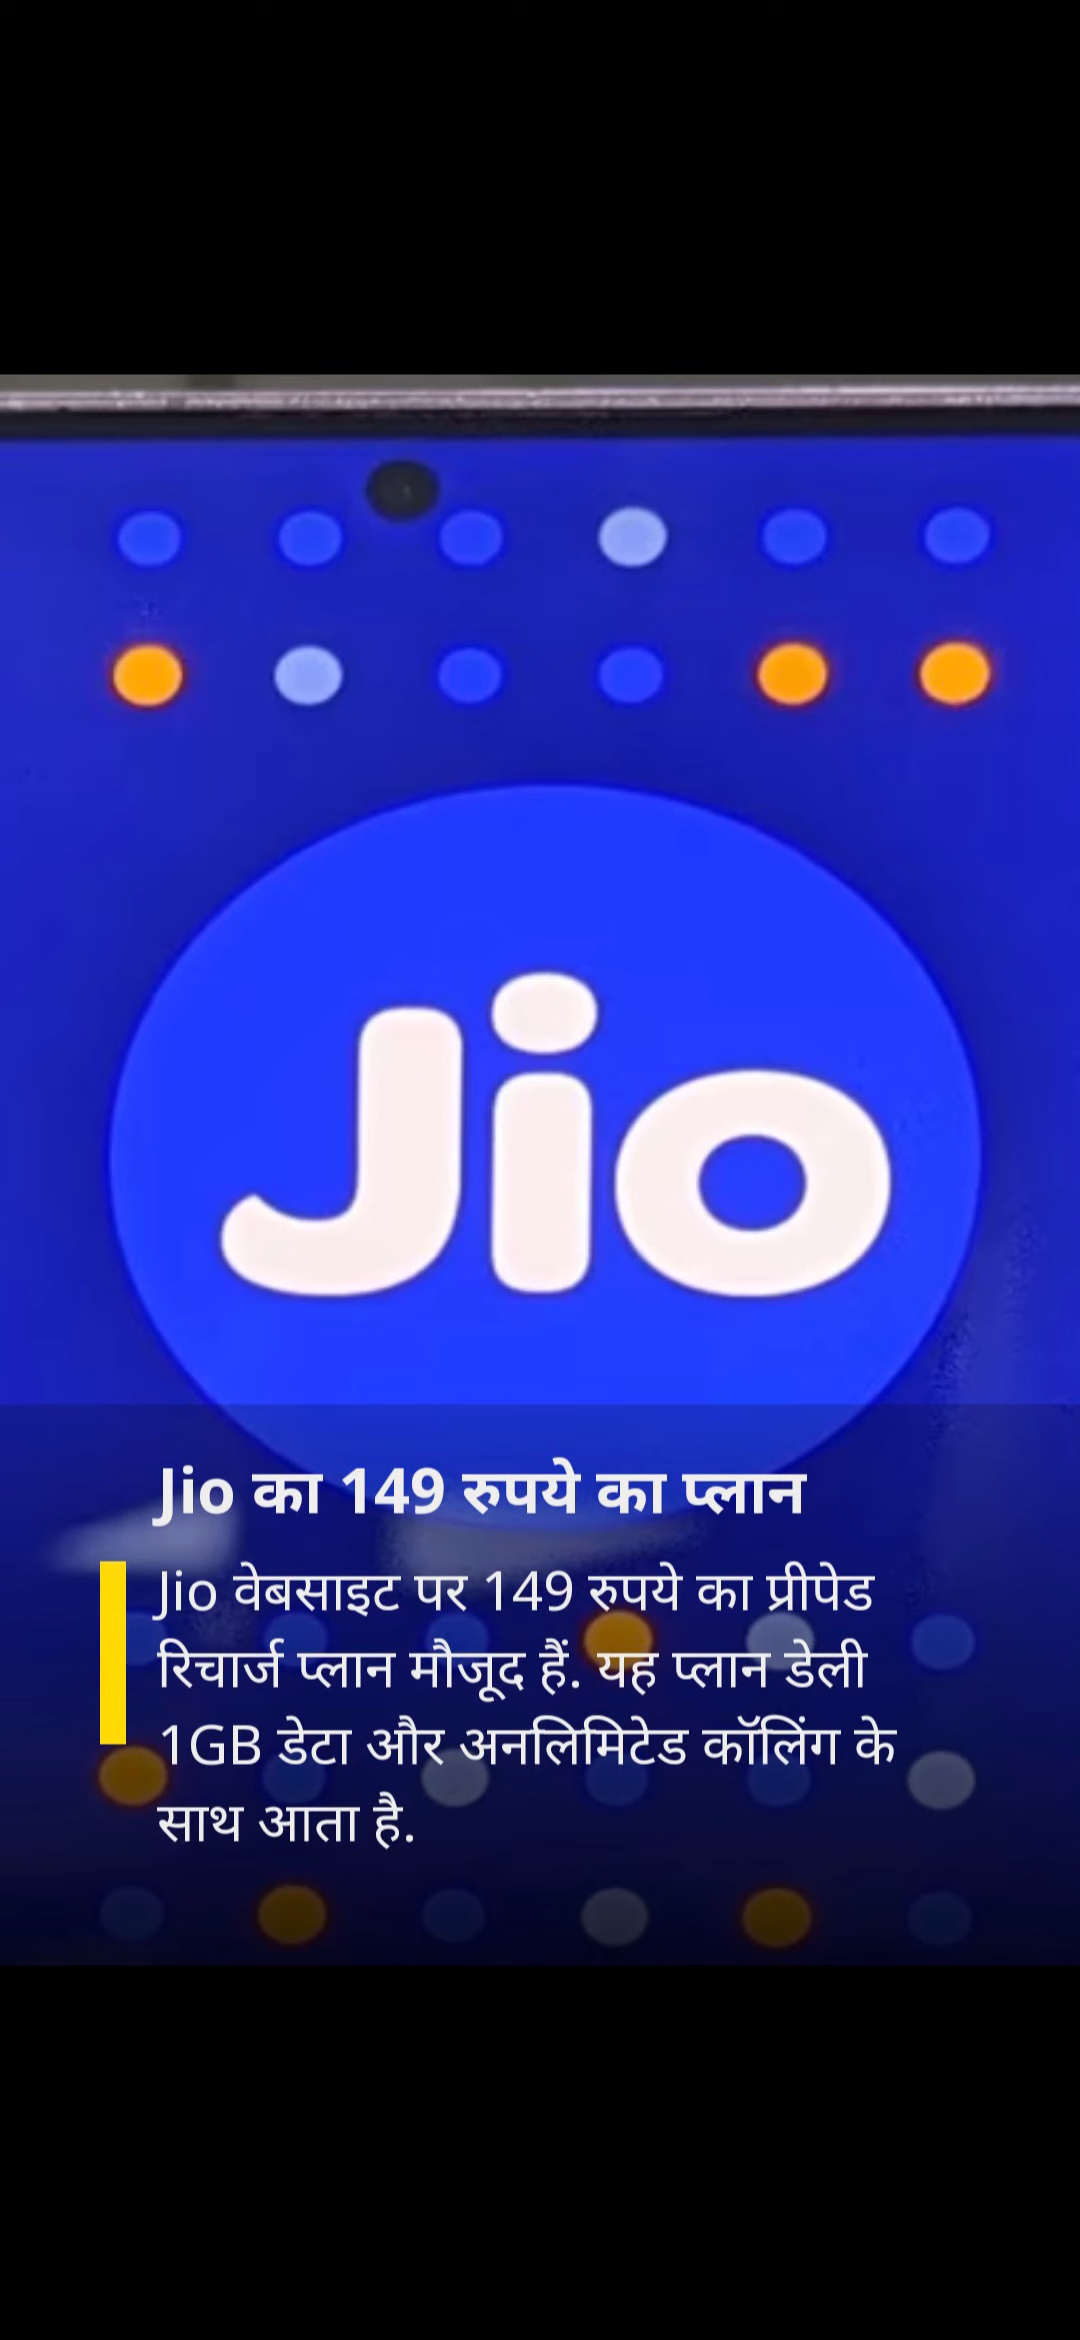 Jio
Jio का 149 रुपये का प्लान
Jio वेबसाइट पर 149 रुपये का प्रीपेड
रिचार्ज प्लान मौजूद हैं. यह प्लान डेली
1GB डेटा और अनलिमिटेड कॉलिंग के
साथ आता है.